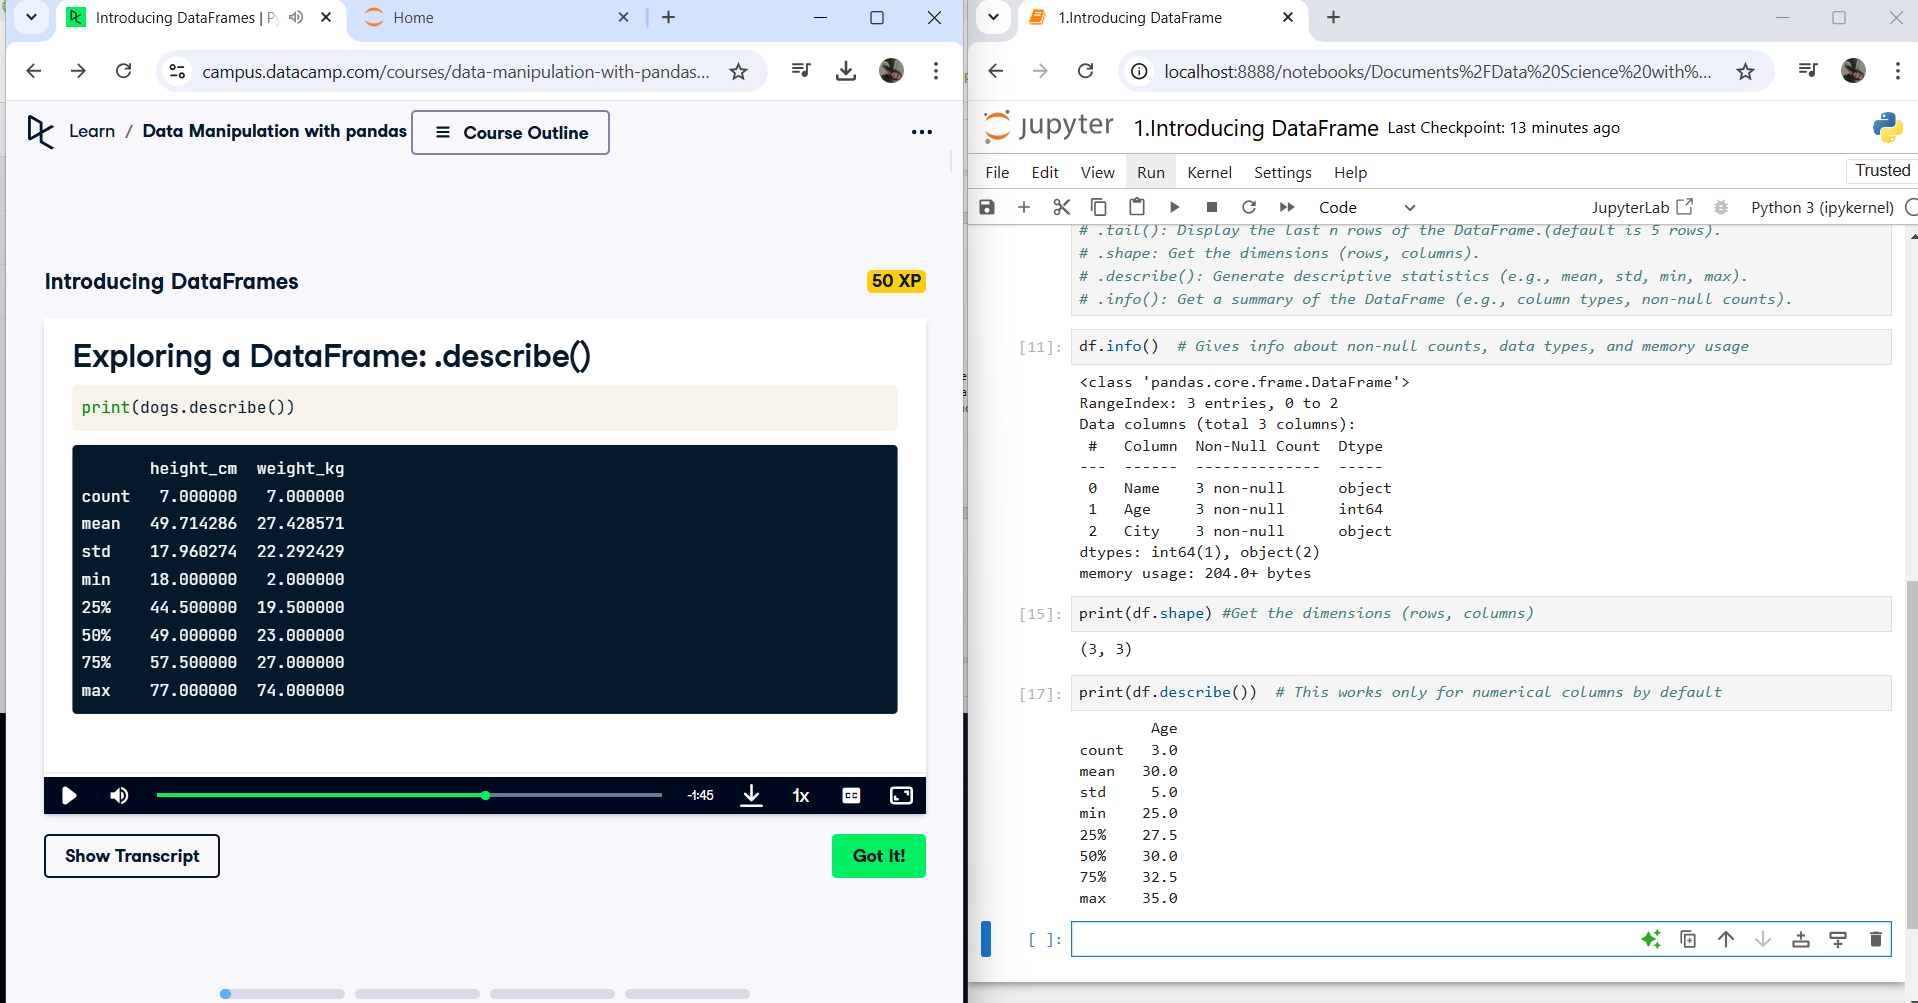 Introducing DataFrames | Py
Home
campus.datacamp.com/courses/data-manipulation-with-pandas...
Learn / Data Manipulation with pandas
Course Outline
Introducing DataFrames
50 XP
Exploring a DataFrame: .describe()
print(dogs.describe())
height_cm weight_kg
count 7.000000 7.000000
mean 49.714286 27.428571
std 17.960274 22.292429
min 18.000000 2.000000
25% 44.500000 19.500000
50% 49.000000 23.000000
75% 57.500000 27.000000
max 77.000000 74.000000
-1:45
1x
CC
Show Transcript
Got It!
1.Introducing DataFrame
localhost:8888/notebooks/Documents%2FData%20Science%20with%...
jupyter 1.Introducing DataFrame Last Checkpoint: 13 minutes ago
File Edit View Run Kernel Settings Help
Trusted
Code
JupyterLab
Python 3 (ipykernel)
# .tail(): Display the last n rows of the DataFrame.(default is 5 rows).
# .shape: Get the dimensions (rows, columns).
# .describe(): Generate descriptive statistics (e.g., mean, std, min, max).
# .info(): Get a summary of the DataFrame (e.g., column types, non-null counts).
[11]: df.info() # Gives info about non-null counts, data types, and memory usage
<class 'pandas.core.frame.DataFrame'>
RangeIndex: 3 entries, 0 to 2
Data columns (total 3 columns):
# Column Non-Null Count Dtype
--- ------ -------------- -----
0 Name 3 non-null object
1 Age 3 non-null int64
2 City 3 non-null object
dtypes: int64(1), object(2)
memory usage: 204.0+ bytes
[15]: print(df.shape) #Get the dimensions (rows, columns)
(3, 3)
[17]: print(df.describe()) # This works only for numerical columns by default
Age
count 3.0
mean 30.0
std 5.0
min 25.0
25% 27.5
50% 30.0
75% 32.5
max 35.0
[ ]: